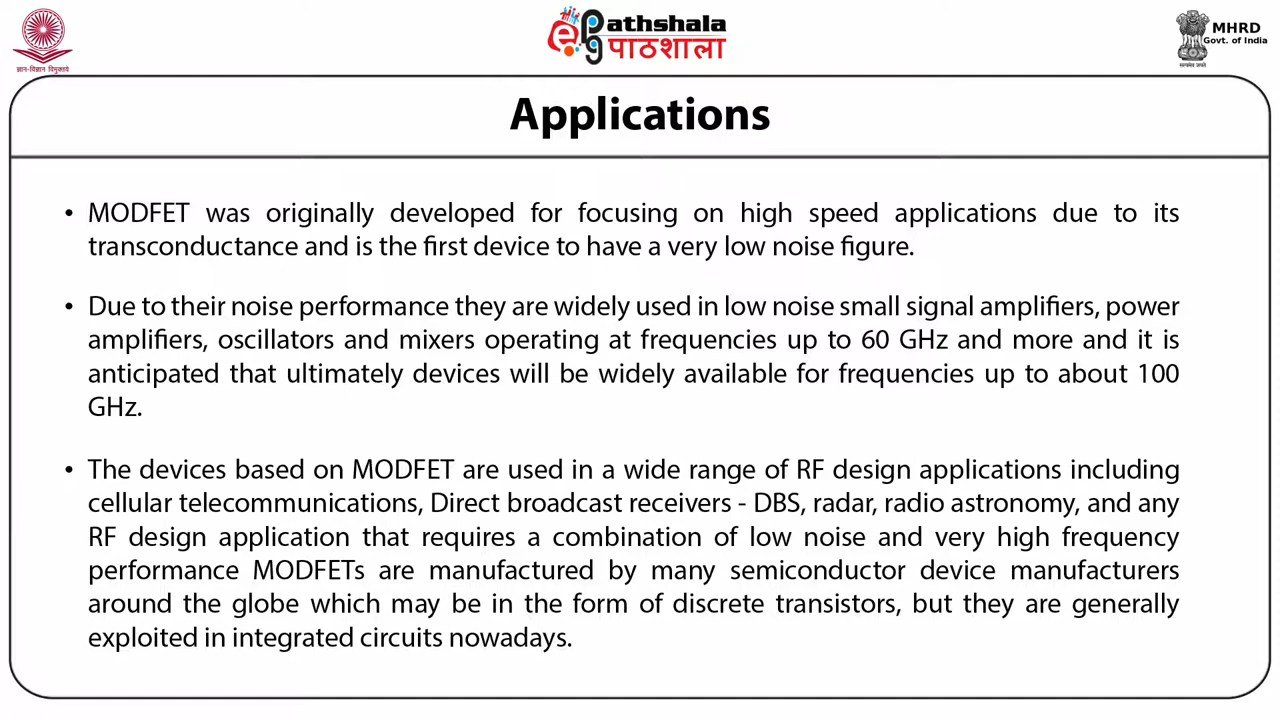 ज्ञान-विज्ञान विमुक्तये
ePathshala
पाठशाला
MHRD
Govt. of India
सत्यमेव जयते
Applications
• MODFET was originally developed for focusing on high speed applications due to its
transconductance and is the first device to have a very low noise figure.
• Due to their noise performance they are widely used in low noise small signal amplifiers, power
amplifiers, oscillators and mixers operating at frequencies up to 60 GHz and more and it is
anticipated that ultimately devices will be widely available for frequencies up to about 100
GHz.
• The devices based on MODFET are used in a wide range of RF design applications including
cellular telecommunications, Direct broadcast receivers - DBS, radar, radio astronomy, and any
RF design application that requires a combination of low noise and very high frequency
performance MODFETs are manufactured by many semiconductor device manufacturers
around the globe which may be in the form of discrete transistors, but they are generally
exploited in integrated circuits nowadays.